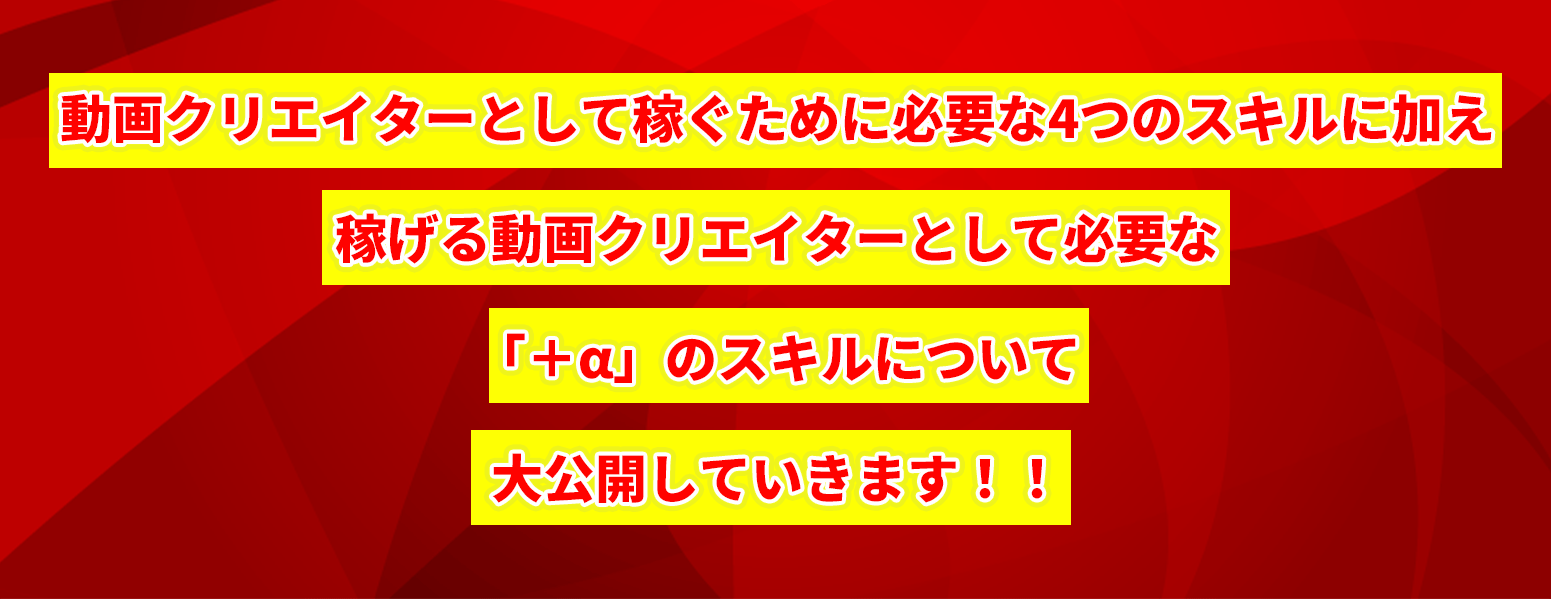 動画クリエイターとして稼ぐために必要な4つのスキルに加え
稼げる動画クリエイターとして必要な
「＋α」のスキルについて
大公開していきます！！